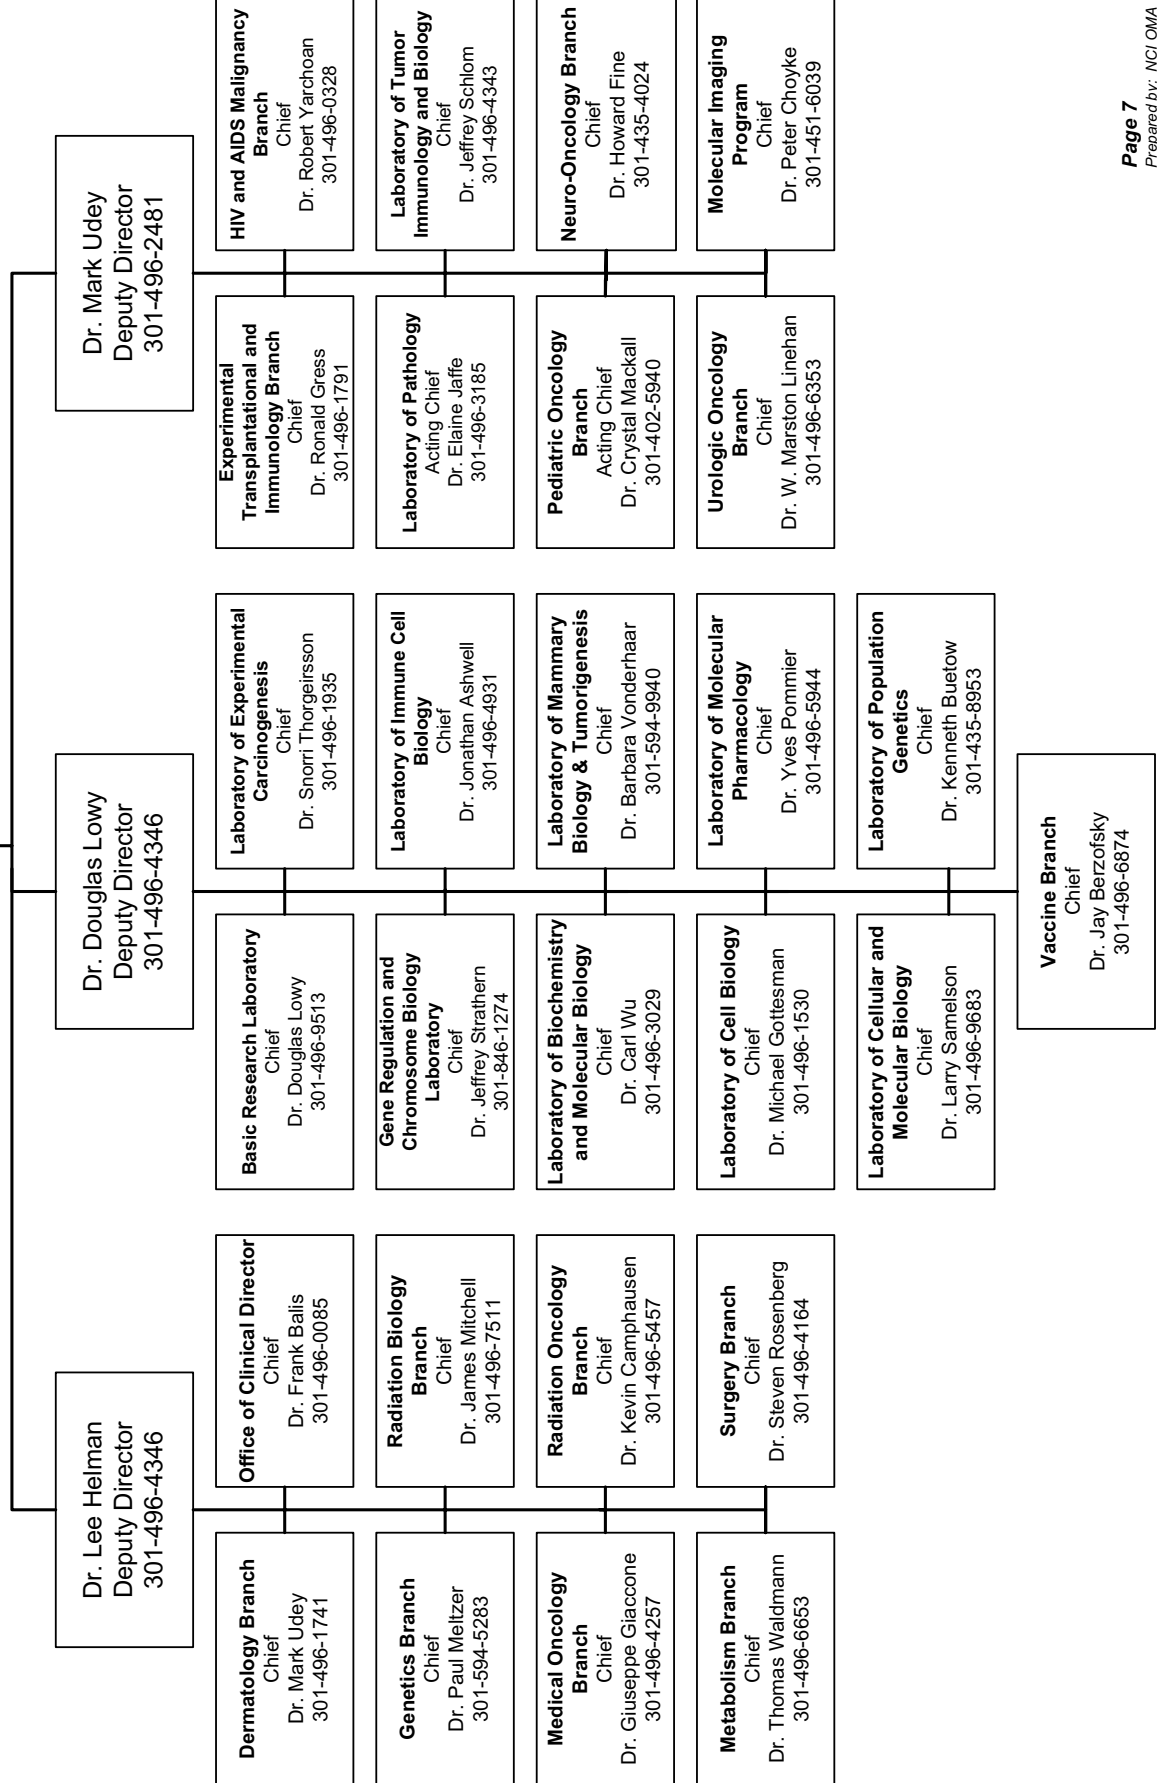 Dr. Lee Helman
Deputy Director
301-496-4346
Dr. Douglas Lowy
Deputy Director
301-496-4346
Dr. Mark Udey
Deputy Director
301-496-2481
Dermatology Branch
Chief
Dr. Mark Udey
301-496-1741
Office of Clinical Director
Chief
Dr. Frank Balis
301-496-0085
Genetics Branch
Chief
Dr. Paul Meltzer
301-594-5283
Radiation Biology
Branch
Chief
Dr. James Mitchell
301-496-7511
Medical Oncology
Branch
Chief
Dr. Giuseppe Giaccone
301-496-4257
Radiation Oncology
Branch
Chief
Dr. Kevin Camphausen
301-496-5457
Metabolism Branch
Chief
Dr. Thomas Waldmann
301-496-6653
Surgery Branch
Chief
Dr. Steven Rosenberg
301-496-4164
Basic Research Laboratory
Chief
Dr. Douglas Lowy
301-496-9513
Laboratory of Experimental
Carcinogenesis
Chief
Dr. Snorri Thorgeirsson
301-496-1935
Gene Regulation and
Chromosome Biology
Laboratory
Chief
Dr. Jeffrey Strathern
301-846-1274
Laboratory of Immune Cell
Biology
Chief
Dr. Jonathan Ashwell
301-496-4931
Laboratory of Biochemistry
and Molecular Biology
Chief
Dr. Carl Wu
301-496-3029
Laboratory of Mammary
Biology & Tumorigenesis
Chief
Dr. Barbara Vonderhaar
301-594-9940
Laboratory of Cell Biology
Chief
Dr. Michael Gottesman
301-496-1530
Laboratory of Molecular
Pharmacology
Chief
Dr. Yves Pommier
301-496-5944
Laboratory of Cellular and
Molecular Biology
Chief
Dr. Larry Samelson
301-496-9683
Laboratory of Population
Genetics
Chief
Dr. Kenneth Buetow
301-435-8953
Vaccine Branch
Chief
Dr. Jay Berzofsky
301-496-6874
Experimental
Transplantational and
Immunology Branch
Chief
Dr. Ronald Gress
301-496-1791
HIV and AIDS Malignancy
Branch
Chief
Dr. Robert Yarchoan
301-496-0328
Laboratory of Pathology
Acting Chief
Dr. Elaine Jaffe
301-496-3185
Laboratory of Tumor
Immunology and Biology
Chief
Dr. Jeffrey Schlom
301-496-4343
Pediatric Oncology
Branch
Acting Chief
Dr. Crystal Mackall
301-402-5940
Neuro-Oncology Branch
Chief
Dr. Howard Fine
301-435-4024
Urologic Oncology
Branch
Chief
Dr. W. Marston Linehan
301-496-6353
Molecular Imaging
Program
Chief
Dr. Peter Choyke
301-451-6039
Page 7
Prepared by: NCI OMA